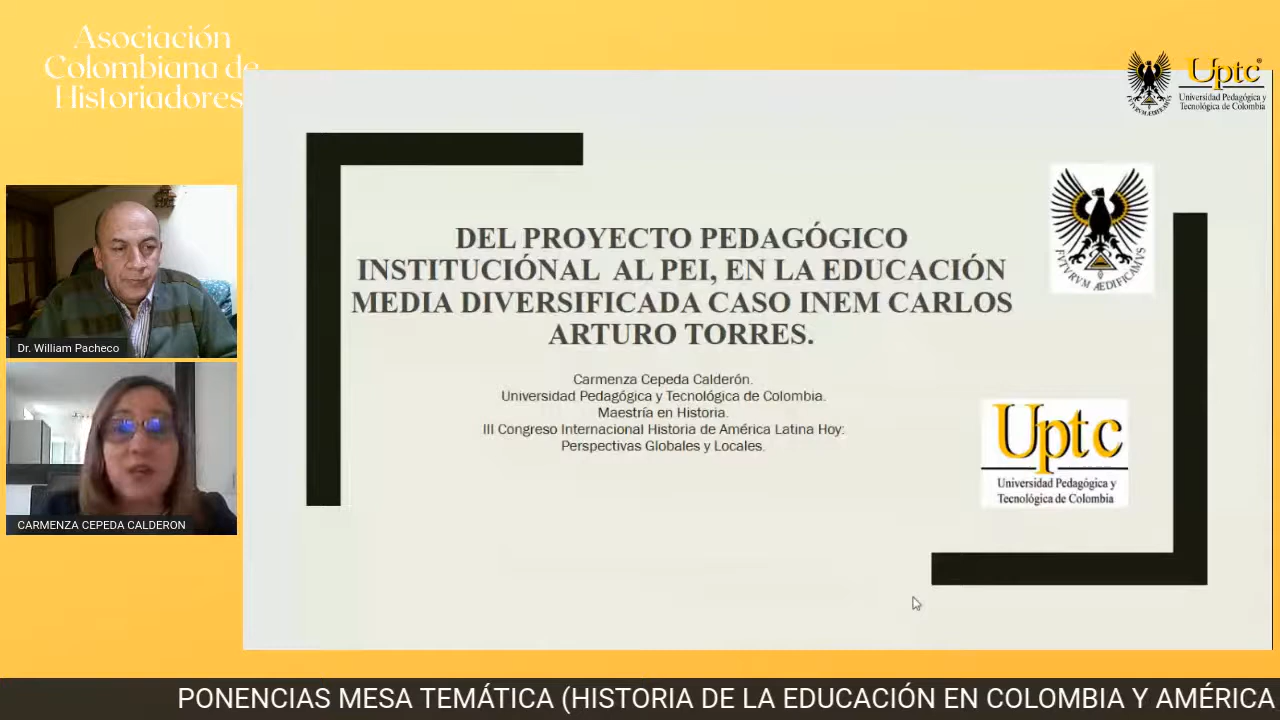 Asociación
Colombiana de
Historiadores
Uptc
Universidad Pedagógica y
Tecnológica de Colombia
DEL PROYECTO PEDAGÓGICO
INSTITUCIÓNAL AL PEI, EN LA EDUCACIÓN
MEDIA DIVERSIFICADA CASO INEM CARLOS
ARTURO TORRES.
Carmenza Cepeda Calderón.
Universidad Pedagógica y Tecnológica de Colombia.
Maestría en Historia.
III Congreso Internacional Historia de América Latina Hoy:
Perspectivas Globales y Locales.
FVTVRVM ÆDIFICAMVS
Uptc
Universidad Pedagógica y
Tecnológica de Colombia
Dr. William Pacheco
CARMENZA CEPEDA CALDERON
PONENCIAS MESA TEMÁTICA (HISTORIA DE LA EDUCACIÓN EN COLOMBIA Y AMÉRICA